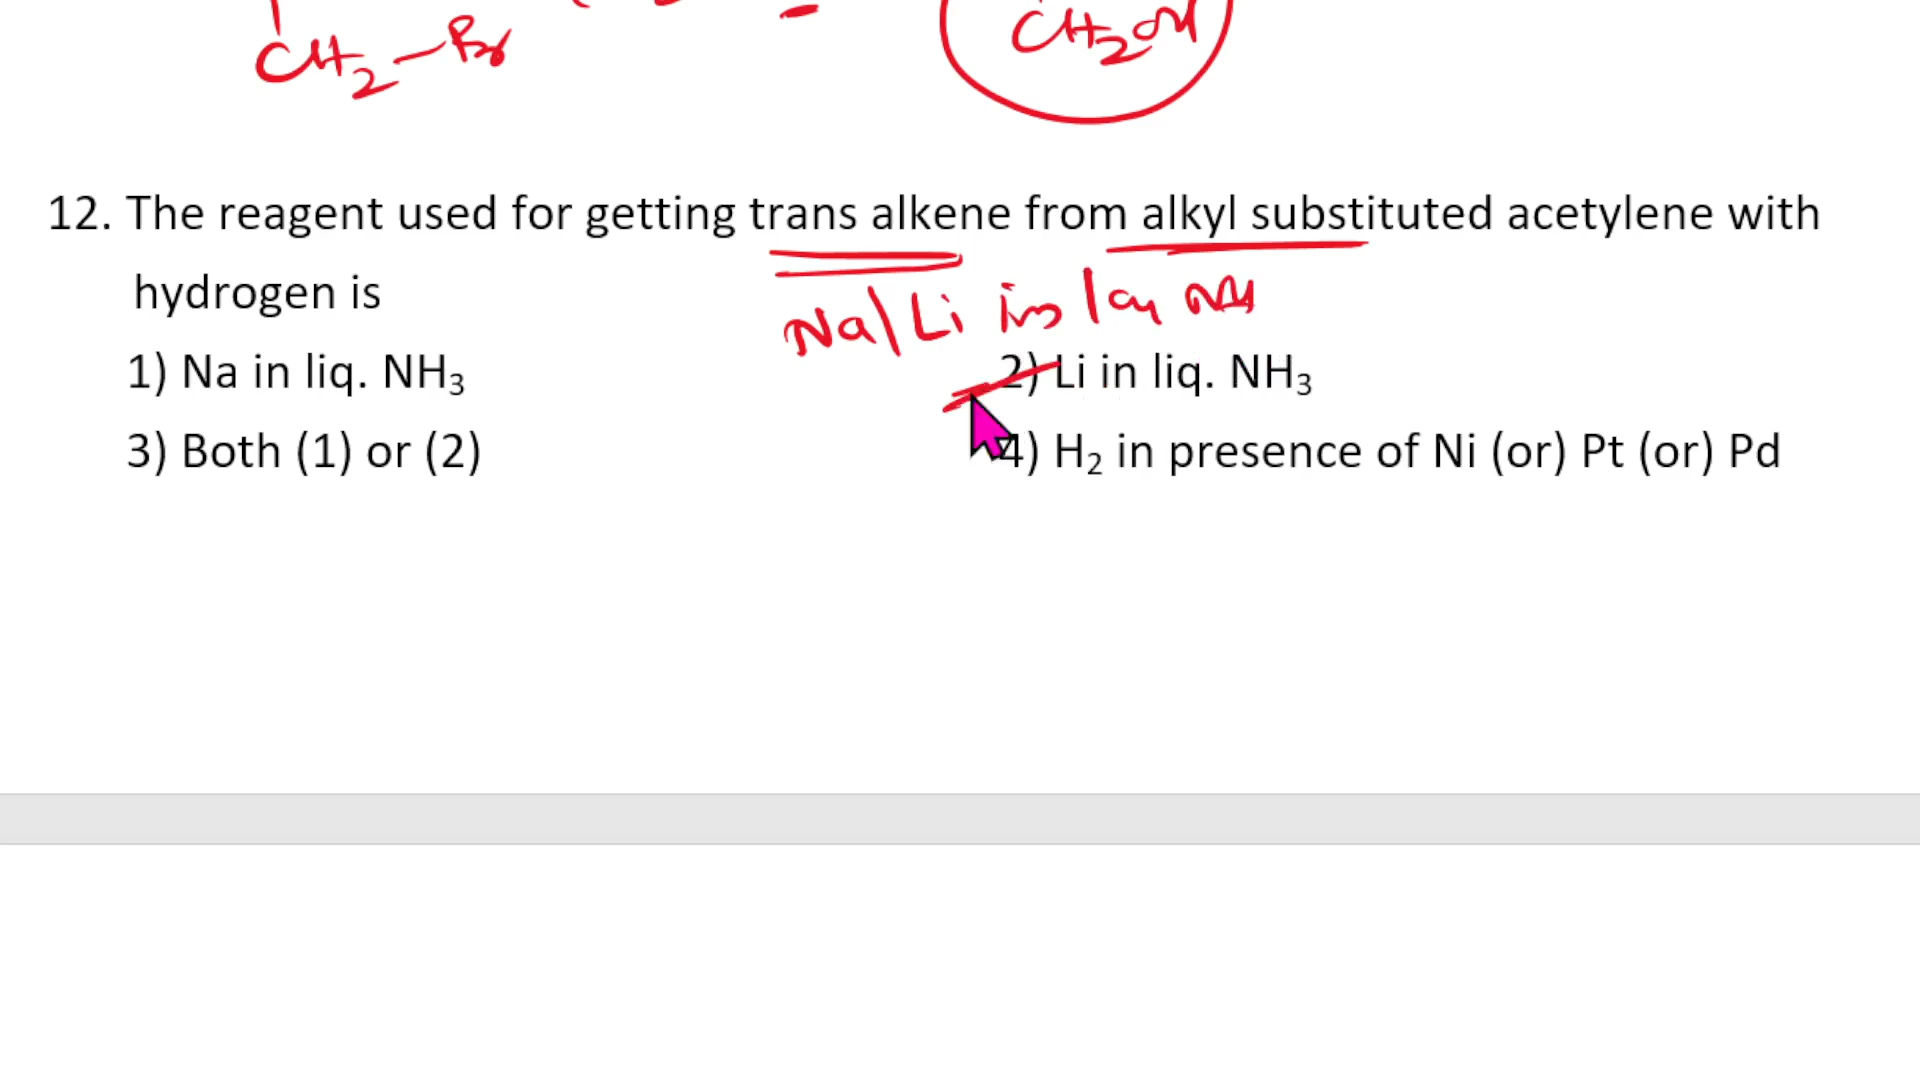 CH2-Br
CH2OH
12. The reagent used for getting trans alkene from alkyl substituted acetylene with
hydrogen is
Na/Li in
1) Na in liq. NH₃ 2) Li in liq. NH₃
3) Both (1) or (2) 4) H₂ in presence of Ni (or) Pt (or) Pd